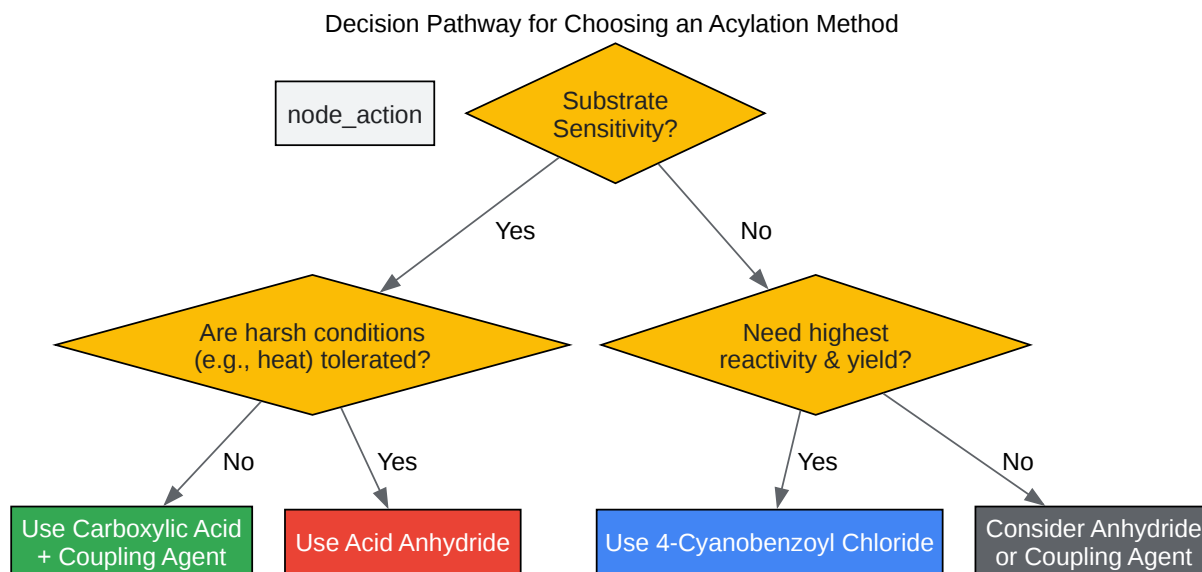 Decision Pathway for Choosing an Acylation Method
node_action
Substrate
Sensitivity?
Yes
No
Are harsh conditions
(e.g., heat) tolerated?
Need highest
reactivity & yield?
No
Yes
Yes
No
Use Carboxylic Acid
+ Coupling Agent
Use Acid Anhydride
Use 4-Cyanobenzoyl Chloride
Consider Anhydride
or Coupling Agent